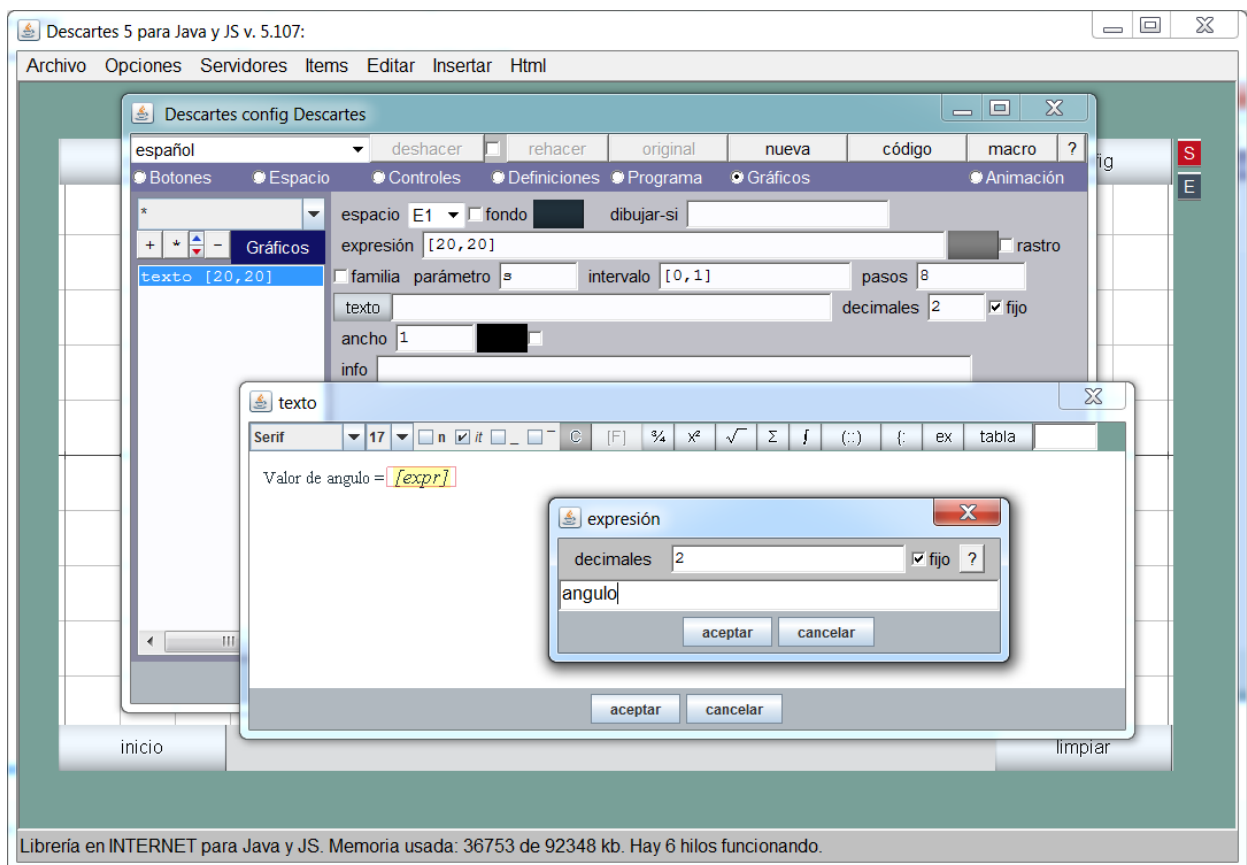 Descartes 5 para Java y JS v. 5.107:
Archivo Opciones Servidores Items Editar Insertar Html
Descartes config Descartes
español deshacer rehacer original nueva código macro ?
Botones Espacio Controles Definiciones Programa Gráficos Animación
* espacio E1 fondo dibujar-si
+ * − Gráficos expresión [20,20] rastro
texto [20,20] familia parámetro s intervalo [0,1] pasos 8
texto decimales 2 fijo
ancho 1
info
fig
S
E
texto
Serif 17 n it _ ‾ C [F] ¾ x² √ Σ ∫ (::) {: ex tabla
Valor de angulo = [expr]
expresión
decimales 2 fijo ?
angulo
aceptar cancelar
aceptar cancelar
inicio limpiar
Librería en INTERNET para Java y JS. Memoria usada: 36753 de 92348 kb. Hay 6 hilos funcionando.